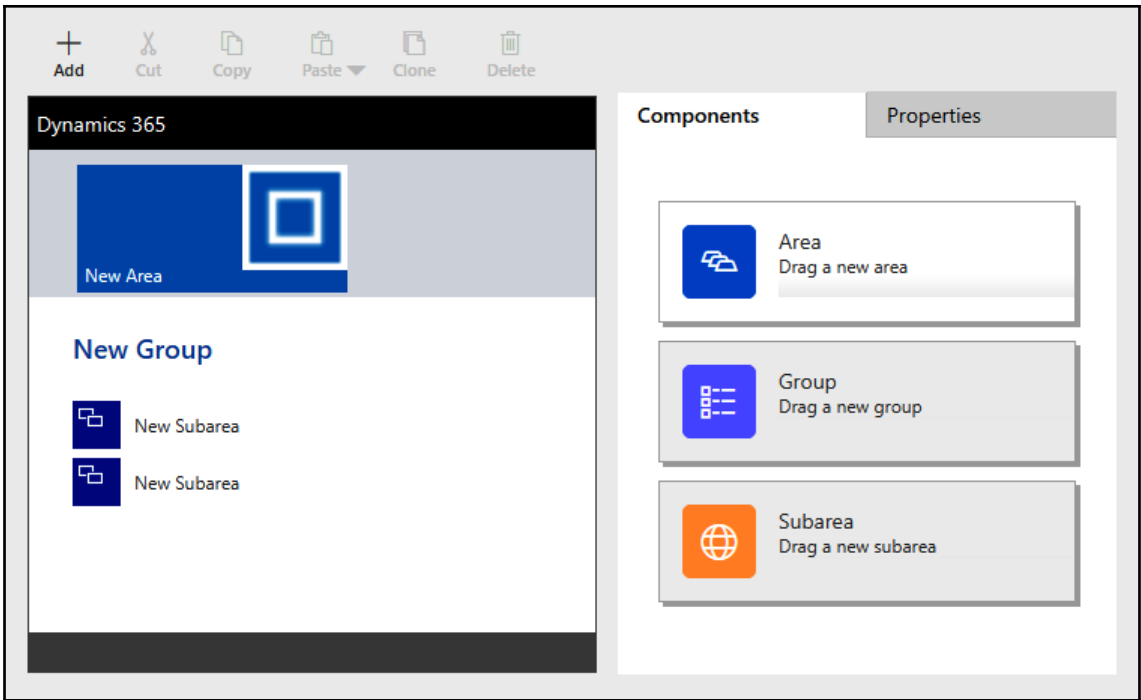 Add Cut Copy Paste Clone Delete
Dynamics 365
New Area
New Group
New Subarea
New Subarea
Components Properties
Area
Drag a new area
Group
Drag a new group
Subarea
Drag a new subarea